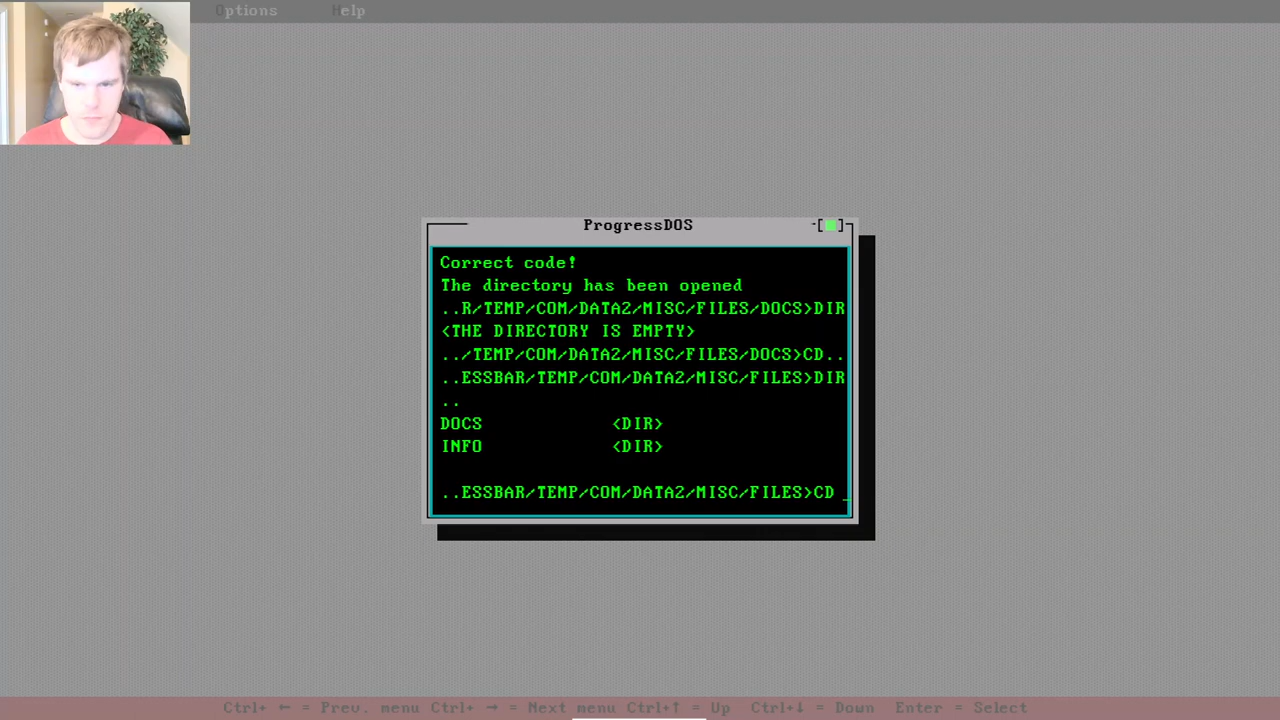 Options Help
ProgressDOS
Correct code!
The directory has been opened
..R/TEMP/COM/DATA2/MISC/FILES/DOCS>DIR
<THE DIRECTORY IS EMPTY>
../TEMP/COM/DATA2/MISC/FILES/DOCS>CD..
..ESSBAR/TEMP/COM/DATA2/MISC/FILES>DIR
..
DOCS <DIR>
INFO <DIR>
..ESSBAR/TEMP/COM/DATA2/MISC/FILES>CD _
Ctrl+ ← = Prev. menu Ctrl+ → = Next menu Ctrl+↑ = Up Ctrl+↓ = Down Enter = Select